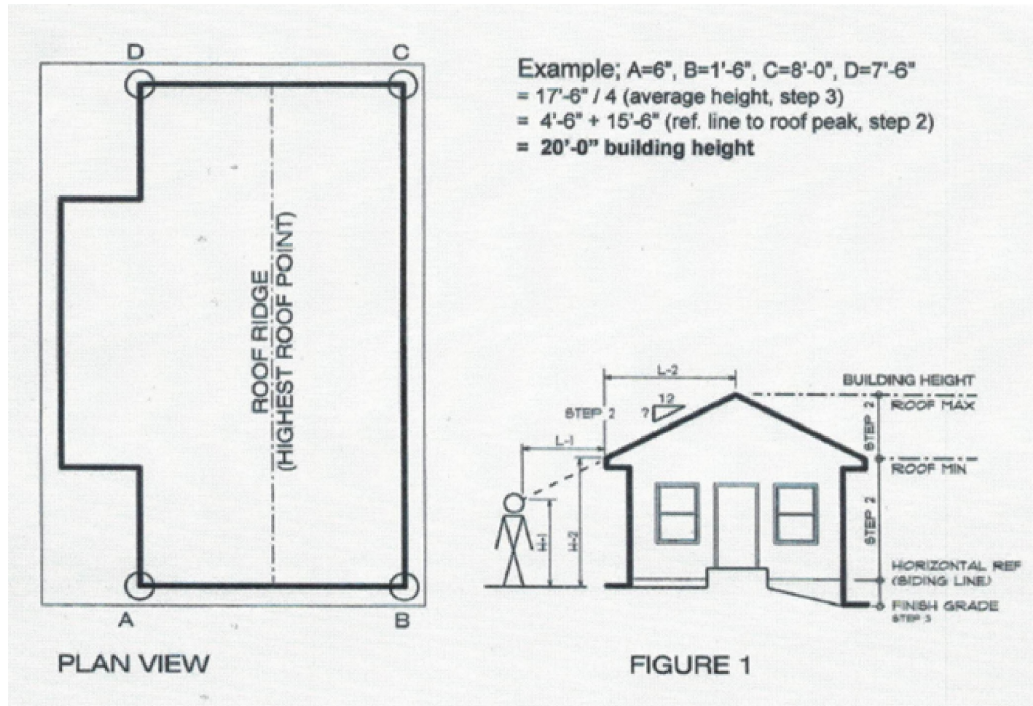 D
C
Example; A=6", B=1'-6", C=8'-0", D=7'-6"
= 17'-6" / 4 (average height, step 3)
= 4'-6" + 15'-6" (ref. line to roof peak, step 2)
= 20'-0" building height
ROOF RIDGE
(HIGHEST ROOF POINT)
L-2
BUILDING HEIGHT
12
?
STEP 2
ROOF MAX
STEP 2
L-1
ROOF MIN
H-1
H-2
STEP 2
HORIZONTAL REF
(SIDING LINE)
FINISH GRADE
STEP 3
A
B
PLAN VIEW
FIGURE 1